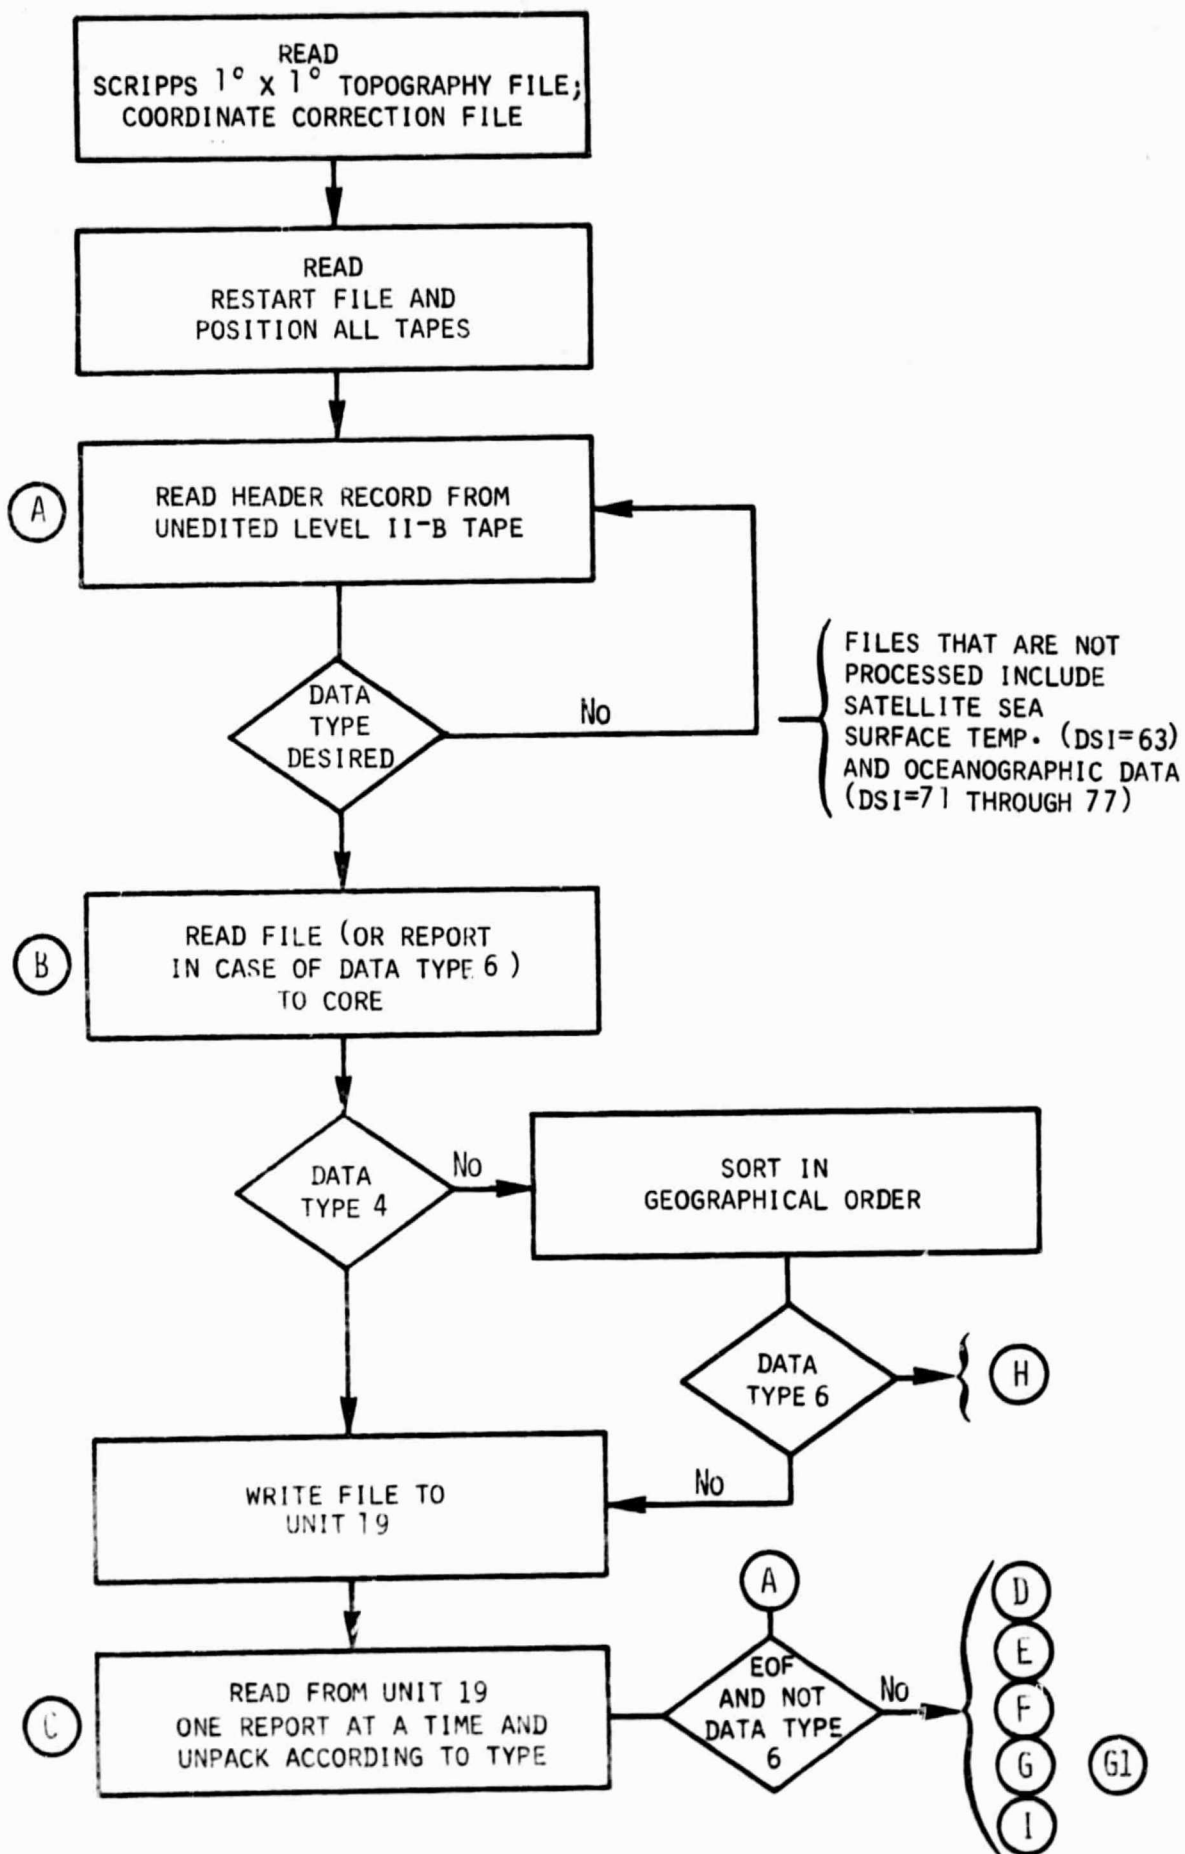 READ
SCRIPPS 1° X 1° TOPOGRAPHY FILE;
COORDINATE CORRECTION FILE
READ
RESTART FILE AND
POSITION ALL TAPES
A
READ HEADER RECORD FROM
UNEDITED LEVEL II-B TAPE
DATA
TYPE
DESIRED
No
FILES THAT ARE NOT
PROCESSED INCLUDE
SATELLITE SEA
SURFACE TEMP. (DSI=63)
AND OCEANOGRAPHIC DATA
(DSI=71 THROUGH 77)
B
READ FILE (OR REPORT
IN CASE OF DATA TYPE 6)
TO CORE
DATA
TYPE 4
No
SORT IN
GEOGRAPHICAL ORDER
DATA
TYPE 6
H
No
WRITE FILE TO
UNIT 19
C
READ FROM UNIT 19
ONE REPORT AT A TIME AND
UNPACK ACCORDING TO TYPE
A
EOF
AND NOT
DATA TYPE
6
No
D
E
F
G
G1
I